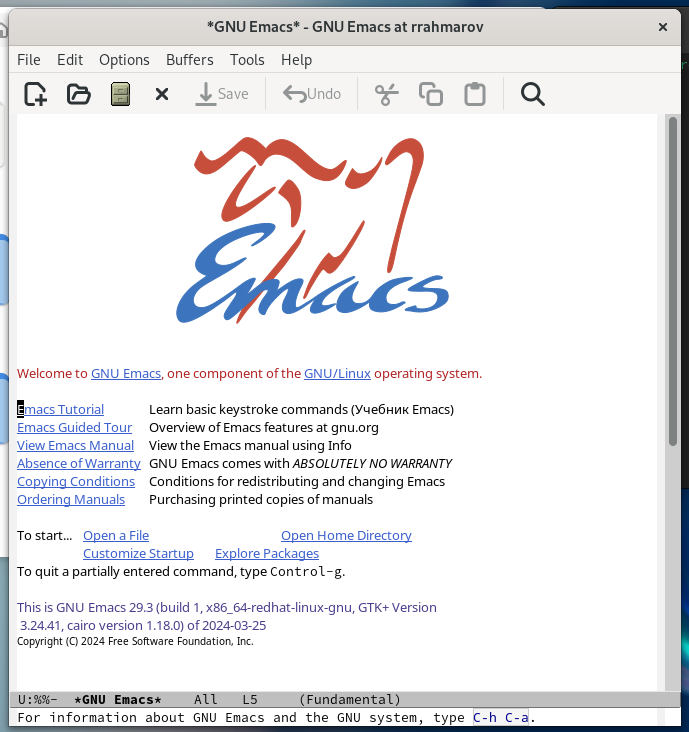 *GNU Emacs* - GNU Emacs at rrahmarov
File Edit Options Buffers Tools Help
Save Undo
Emacs
Welcome to GNU Emacs, one component of the GNU/Linux operating system.
Emacs Tutorial Learn basic keystroke commands (Учебник Emacs)
Emacs Guided Tour Overview of Emacs features at gnu.org
View Emacs Manual View the Emacs manual using Info
Absence of Warranty GNU Emacs comes with ABSOLUTELY NO WARRANTY
Copying Conditions Conditions for redistributing and changing Emacs
Ordering Manuals Purchasing printed copies of manuals
To start... Open a File Open Home Directory
Customize Startup Explore Packages
To quit a partially entered command, type Control-g.
This is GNU Emacs 29.3 (build 1, x86_64-redhat-linux-gnu, GTK+ Version
3.24.41, cairo version 1.18.0) of 2024-03-25
Copyright (C) 2024 Free Software Foundation, Inc.
U:%%- *GNU Emacs* All L5 (Fundamental)
For information about GNU Emacs and the GNU system, type C-h C-a.